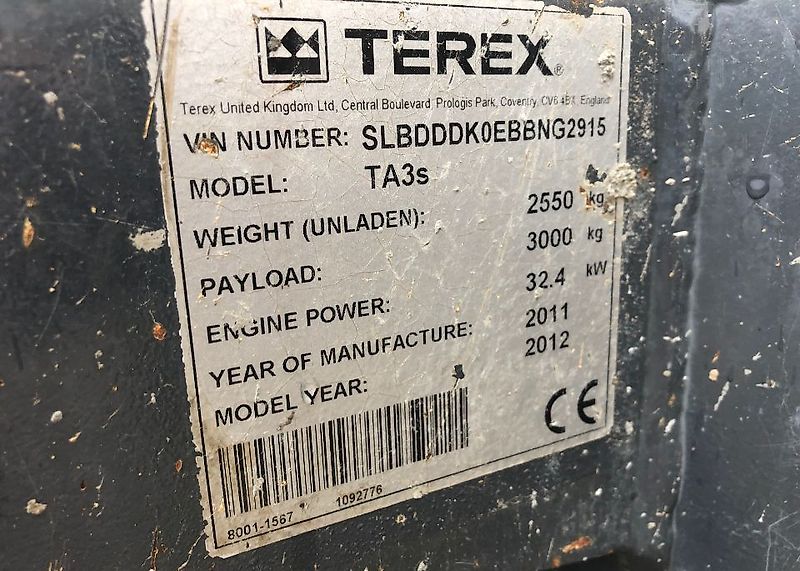 TEREX®
Terex United Kingdom Ltd, Central Boulevard, Prologis Park, Coventry, CV6 4BX, England
VIN NUMBER: SLBDDDK0EBBNG2915
MODEL: TA3s
WEIGHT (UNLADEN): 2550 kg
PAYLOAD: 3000 kg
ENGINE POWER: 32.4 kW
YEAR OF MANUFACTURE: 2011
MODEL YEAR: 2012
CE
8001-1567 1092776